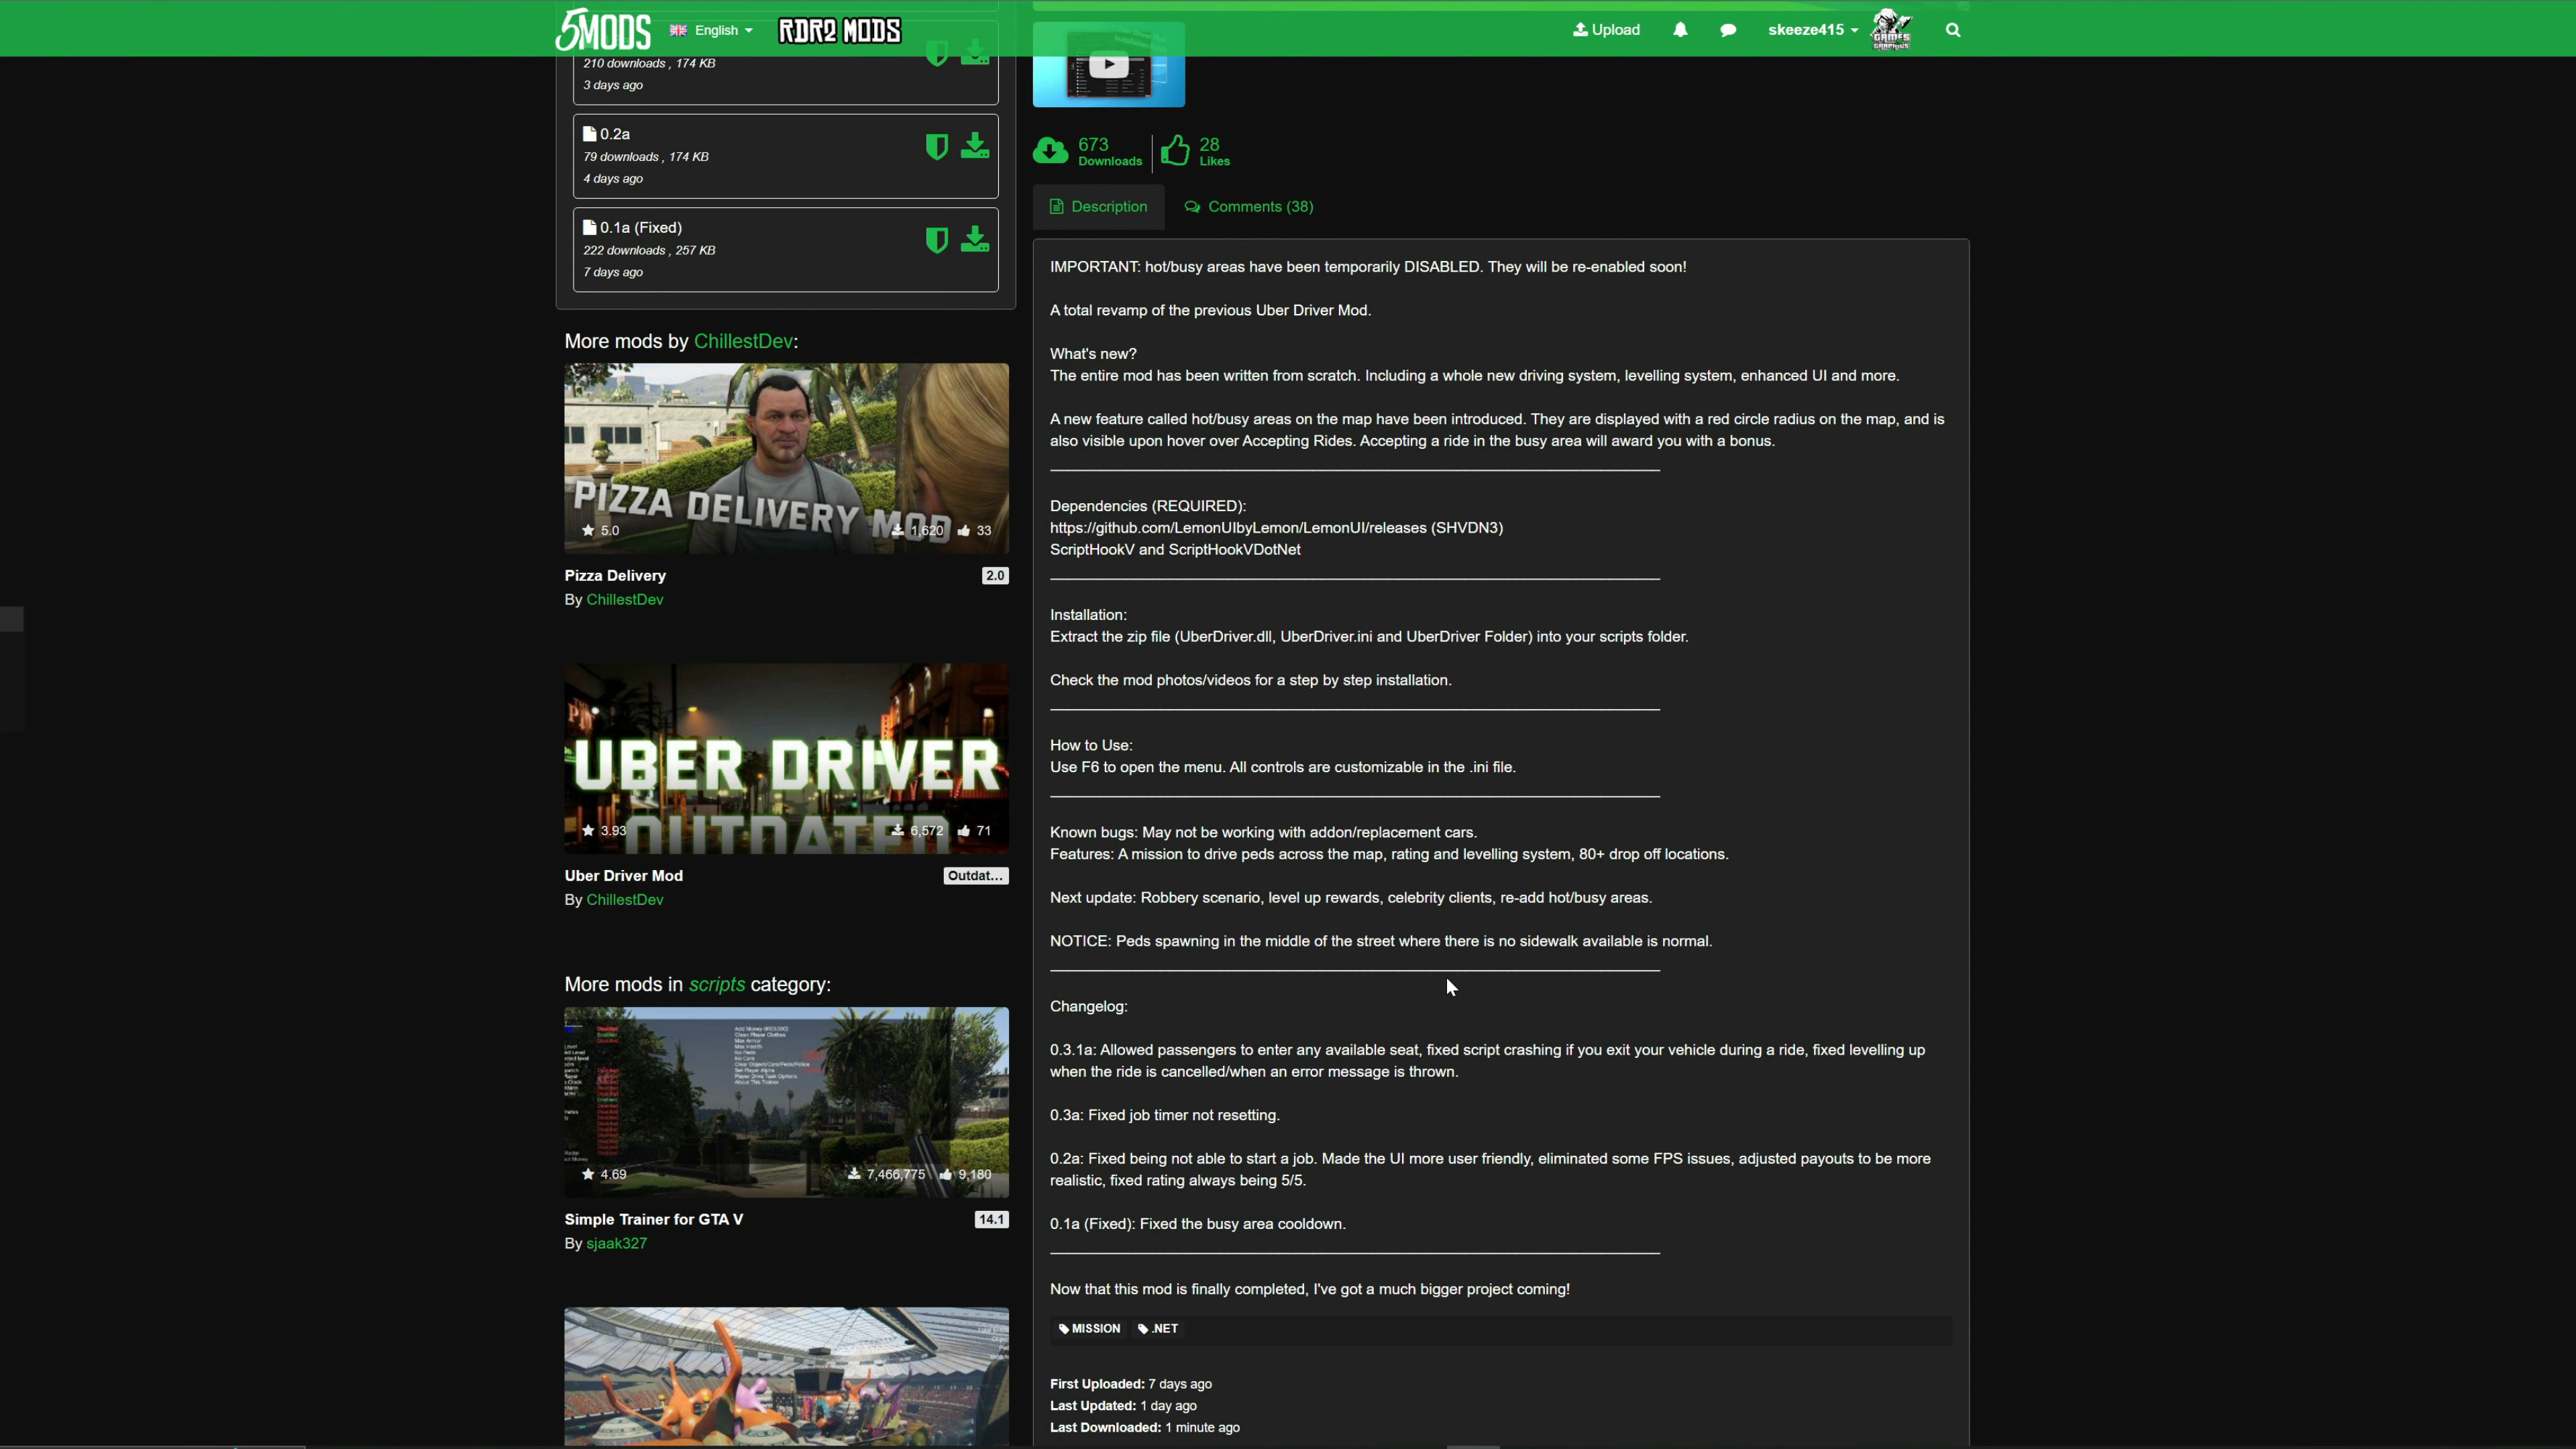 5MODS
English
RDR2 MODS
Upload
skeeze415
GAMES
GRAPHICS
210 downloads , 174 KB
3 days ago
0.2a
79 downloads , 174 KB
4 days ago
0.1a (Fixed)
222 downloads , 257 KB
7 days ago
More mods by ChillestDev:
PIZZA DELIVERY MOD
5.0
1,620
33
Pizza Delivery
2.0
By ChillestDev
UBER DRIVER
OUTDATED
3.93
6,572
71
Uber Driver Mod
Outdat...
By ChillestDev
More mods in scripts category:
4.69
7,466,775
9,180
Simple Trainer for GTA V
14.1
By sjaak327
673
Downloads
28
Likes
Description
Comments (38)
IMPORTANT: hot/busy areas have been temporarily DISABLED. They will be re-enabled soon!
A total revamp of the previous Uber Driver Mod.
What's new?
The entire mod has been written from scratch. Including a whole new driving system, levelling system, enhanced UI and more.
A new feature called hot/busy areas on the map have been introduced. They are displayed with a red circle radius on the map, and is
also visible upon hover over Accepting Rides. Accepting a ride in the busy area will award you with a bonus.
Dependencies (REQUIRED):
https://github.com/LemonUIbyLemon/LemonUI/releases (SHVDN3)
ScriptHookV and ScriptHookVDotNet
Installation:
Extract the zip file (UberDriver.dll, UberDriver.ini and UberDriver Folder) into your scripts folder.
Check the mod photos/videos for a step by step installation.
How to Use:
Use F6 to open the menu. All controls are customizable in the .ini file.
Known bugs: May not be working with addon/replacement cars.
Features: A mission to drive peds across the map, rating and levelling system, 80+ drop off locations.
Next update: Robbery scenario, level up rewards, celebrity clients, re-add hot/busy areas.
NOTICE: Peds spawning in the middle of the street where there is no sidewalk available is normal.
Changelog:
0.3.1a: Allowed passengers to enter any available seat, fixed script crashing if you exit your vehicle during a ride, fixed levelling up
when the ride is cancelled/when an error message is thrown.
0.3a: Fixed job timer not resetting.
0.2a: Fixed being not able to start a job. Made the UI more user friendly, eliminated some FPS issues, adjusted payouts to be more
realistic, fixed rating always being 5/5.
0.1a (Fixed): Fixed the busy area cooldown.
Now that this mod is finally completed, I've got a much bigger project coming!
MISSION
.NET
First Uploaded: 7 days ago
Last Updated: 1 day ago
Last Downloaded: 1 minute ago